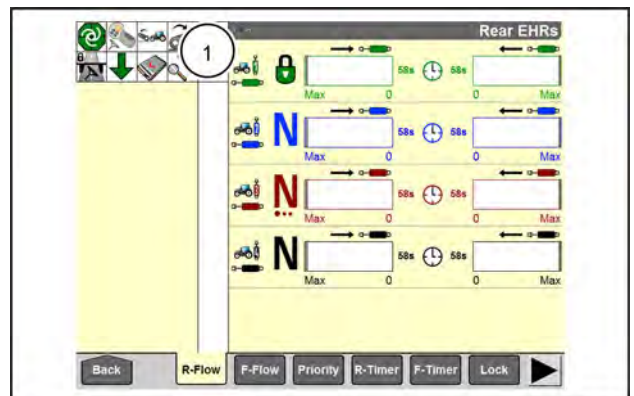 Rear EHRs
1
58s 58s
Max 0 0 Max
N 58s 58s
Max 0 0 Max
N 58s 58s
Max 0 0 Max
N 58s 58s
Max 0 0 Max
Back R-Flow F-Flow Priority R-Timer F-Timer Lock